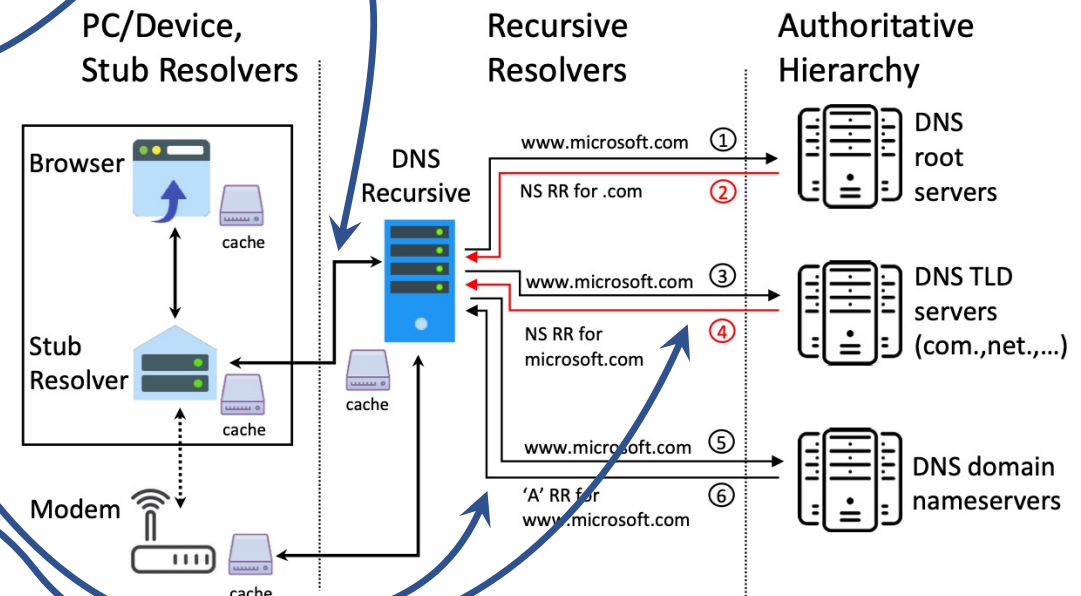 PC/Device,
Stub Resolvers
Recursive
Resolvers
Authoritative
Hierarchy
Browser
cache
Stub
Resolver
cache
Modem
cache
DNS
Recursive
cache
www.microsoft.com ①
NS RR for .com ②
www.microsoft.com ③
NS RR for
microsoft.com
④
www.microsoft.com ⑤
‘A’ RR for
www.microsoft.com
⑥
DNS
root
servers
DNS TLD
servers
(com.,net.,...)
DNS domain
nameservers